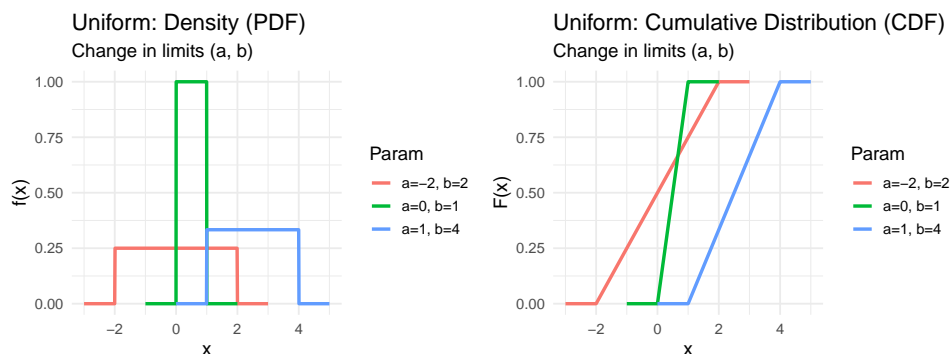 Uniform: Density (PDF)
Change in limits (a, b)
1.00
0.75
0.50
0.25
0.00
f(x)
−2
0
2
4
x
Param
a=−2, b=2
a=0, b=1
a=1, b=4
Uniform: Cumulative Distribution (CDF)
Change in limits (a, b)
1.00
0.75
0.50
0.25
0.00
F(x)
−2
0
2
4
x
Param
a=−2, b=2
a=0, b=1
a=1, b=4